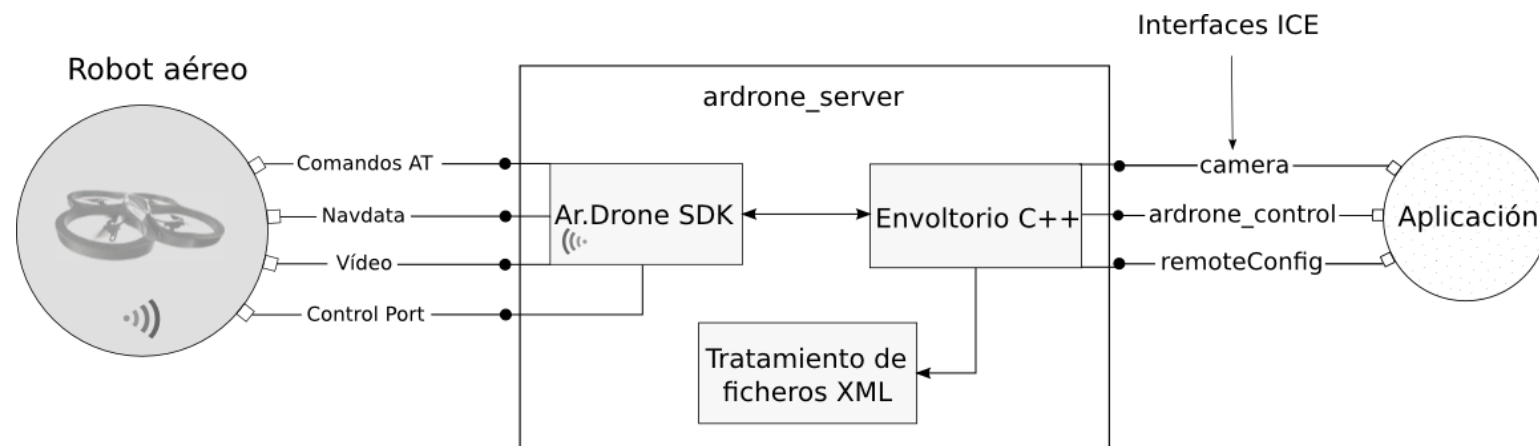 Interfaces ICE
Robot aéreo
ardrone_server
Comandos AT
Navdata
Vídeo
Control Port
Ar.Drone SDK
Envoltorio C++
camera
ardrone_control
remoteConfig
Aplicación
Tratamiento de
ficheros XML